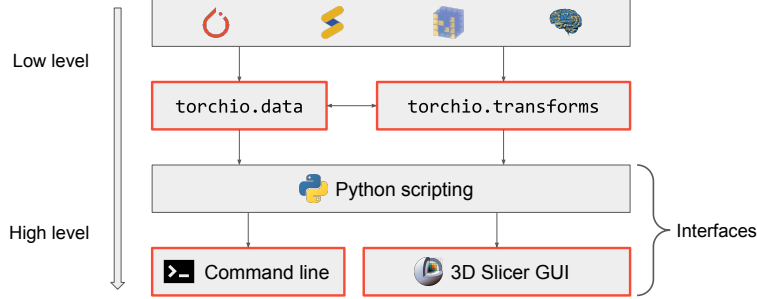 Low level
torchio.data
torchio.transforms
Python scripting
High level
Interfaces
Command line
3D Slicer GUI